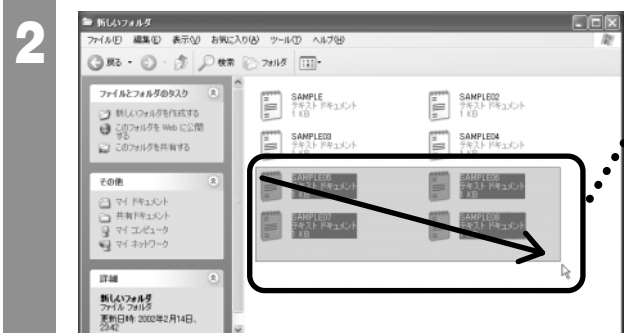 2
新しいフォルダ
ファイル(F) 編集(E) 表示(V) お気に入り(A) ツール(T) ヘルプ(H)
戻る 検索 フォルダ
ファイルとフォルダのタスク
新しいフォルダを作成する
このフォルダを Web に公開
する
このフォルダを共有する
その他
マイ ドキュメント
共有ドキュメント
マイ コンピュータ
マイ ネットワーク
詳細
新しいフォルダ
ファイル フォルダ
更新日時: 2002年2月14日、
23:42
SAMPLE
テキスト ドキュメント
1 KB
SAMPLE02
テキスト ドキュメント
1 KB
SAMPLE03
テキスト ドキュメント
1 KB
SAMPLE04
テキスト ドキュメント
1 KB
SAMPLE05
テキスト ドキュメント
1 KB
SAMPLE06
テキスト ドキュメント
1 KB
SAMPLE07
テキスト ドキュメント
1 KB
SAMPLE08
テキスト ドキュメント
1 KB